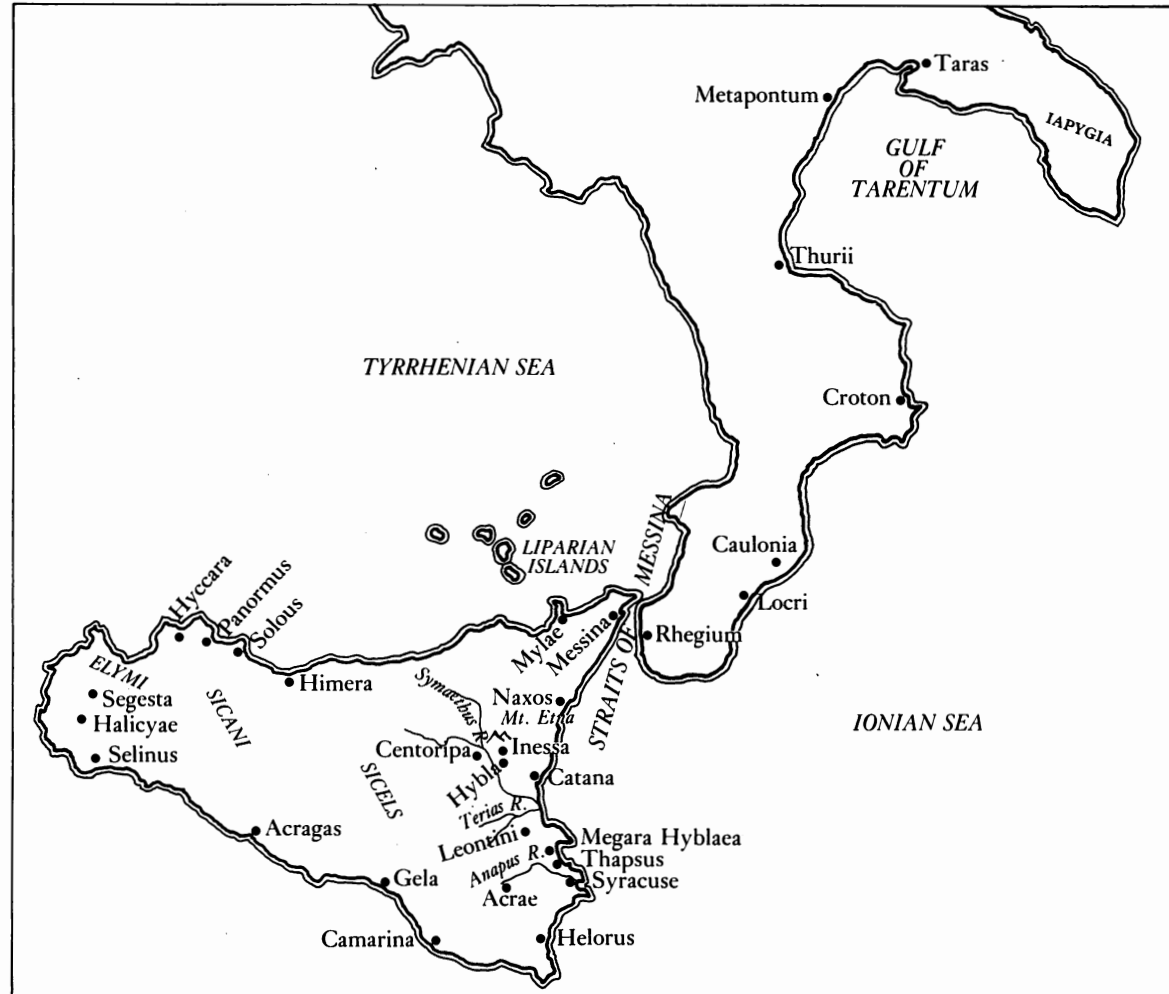 Taras
Metapontum
IAPYGIA
GULF
OF
TARENTUM
Thurii
TYRRHENIAN SEA
Croton
STRAITS OF MESSINA
LIPARIAN
ISLANDS
Caulonia
Locri
Rhegium
Hyccara
Panormus
Solous
Mylae
Messina
ELYMI
Segesta
Halicyae
Selinus
SICANI
Himera
Symaethus R.
Naxos
Mt. Etna
IONIAN SEA
Centoripa
Inessa
Hybla
Catana
SICELS
Terias R.
Leontini
Acragas
Megara Hyblaea
Thapsus
Anapus R.
Syracuse
Gela
Acrae
Camarina
Helorus